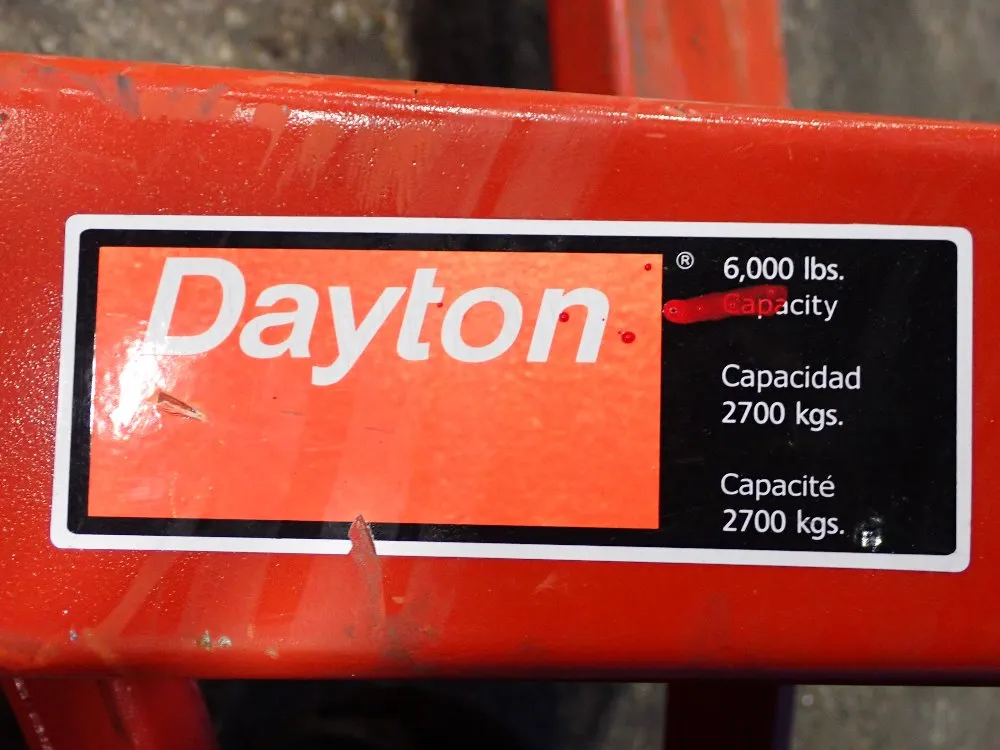 Dayton ®
6,000 lbs.
Capacity
Capacidad
2700 kgs.
Capacité
2700 kgs.